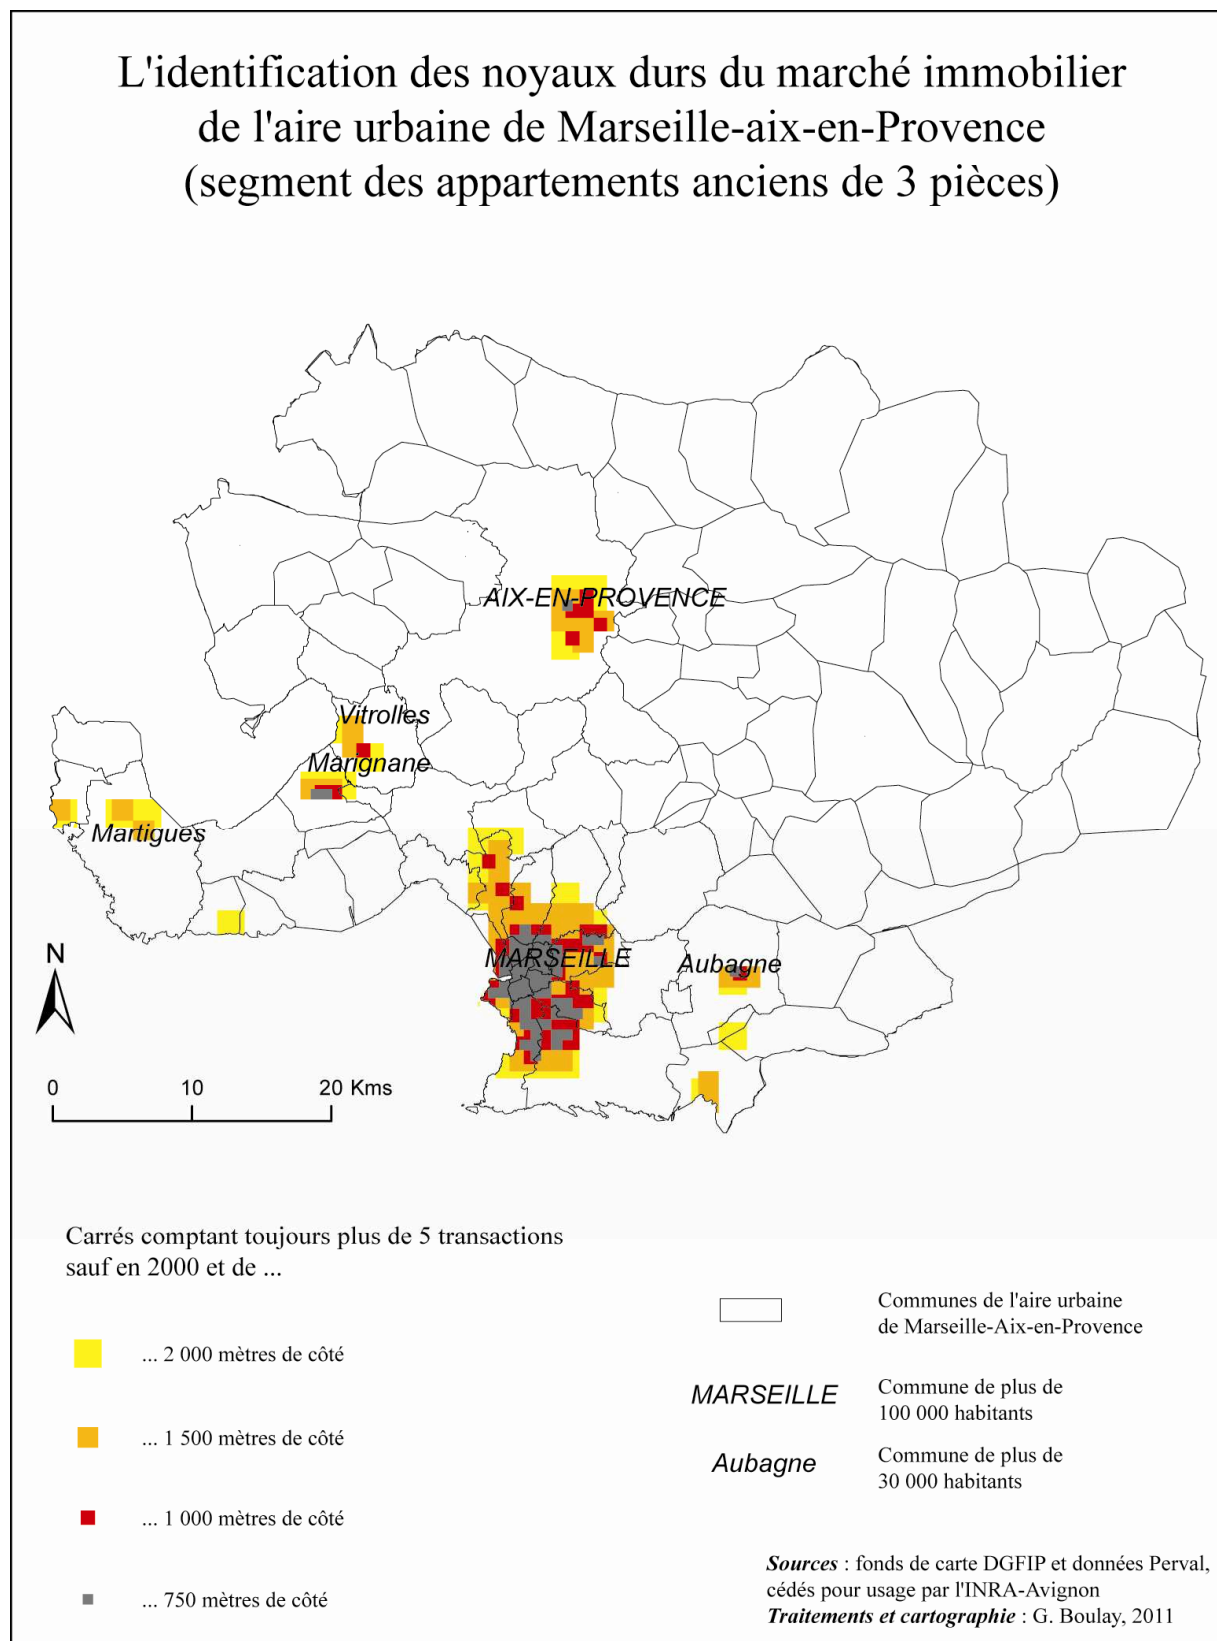 L'identification des noyaux durs du marché immobilier
de l'aire urbaine de Marseille-aix-en-Provence
(segment des appartements anciens de 3 pièces)
AIX-EN-PROVENCE
Vitrolles
Marignane
Martigues
MARSEILLE
Aubagne
N
0 10 20 Kms
Carrés comptant toujours plus de 5 transactions
sauf en 2000 et de ...
... 2 000 mètres de côté
... 1 500 mètres de côté
... 1 000 mètres de côté
... 750 mètres de côté
Communes de l'aire urbaine
de Marseille-Aix-en-Provence
MARSEILLE
Commune de plus de
100 000 habitants
Aubagne
Commune de plus de
30 000 habitants
Sources : fonds de carte DGFIP et données Perval,
cédés pour usage par l'INRA-Avignon
Traitements et cartographie : G. Boulay, 2011